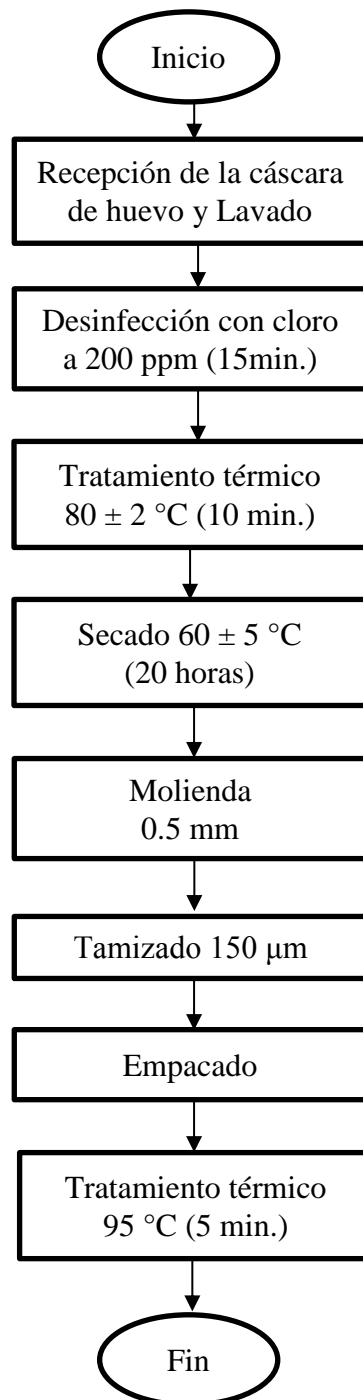 Inicio
Recepción de la cáscara
de huevo y Lavado
Desinfección con cloro
a 200 ppm (15min.)
Tratamiento térmico
80 ± 2 °C (10 min.)
Secado 60 ± 5 °C
(20 horas)
Molienda
0.5 mm
Tamizado 150 μm
Empacado
Tratamiento térmico
95 °C (5 min.)
Fin